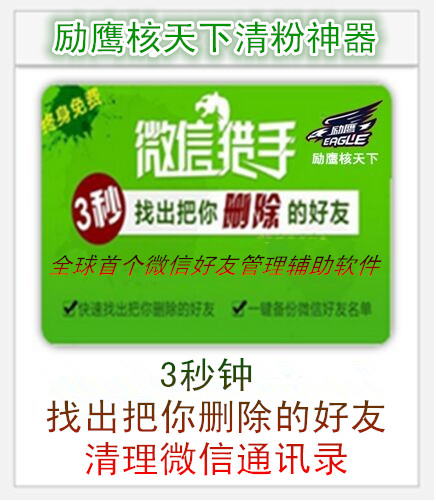 励鹰核天下清粉神器
终身免费
微信猎手
励鹰
EAGLE
励鹰核天下
3秒 找出把你 删除 的好友
全球首个微信好友管理辅助软件
快速找出把你删除的好友 一键备份微信好友名单
3秒钟
找出把你删除的好友
清理微信通讯录